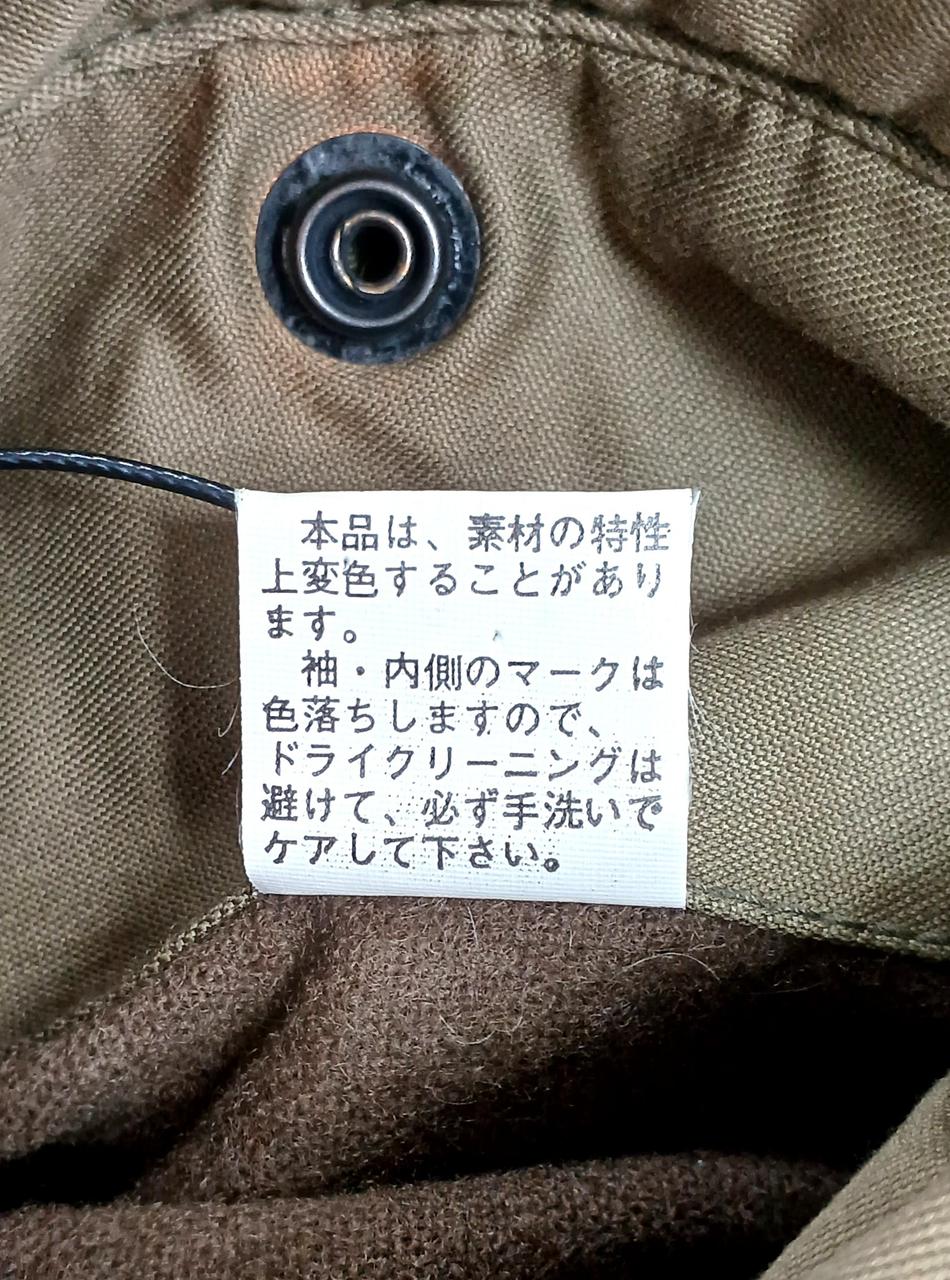 本品は、素材の特性
上変色することがあり
ます。
袖・内側のマークは
色落ちしますので、
ドライクリーニングは
避けて、必ず手洗いで
ケアして下さい。